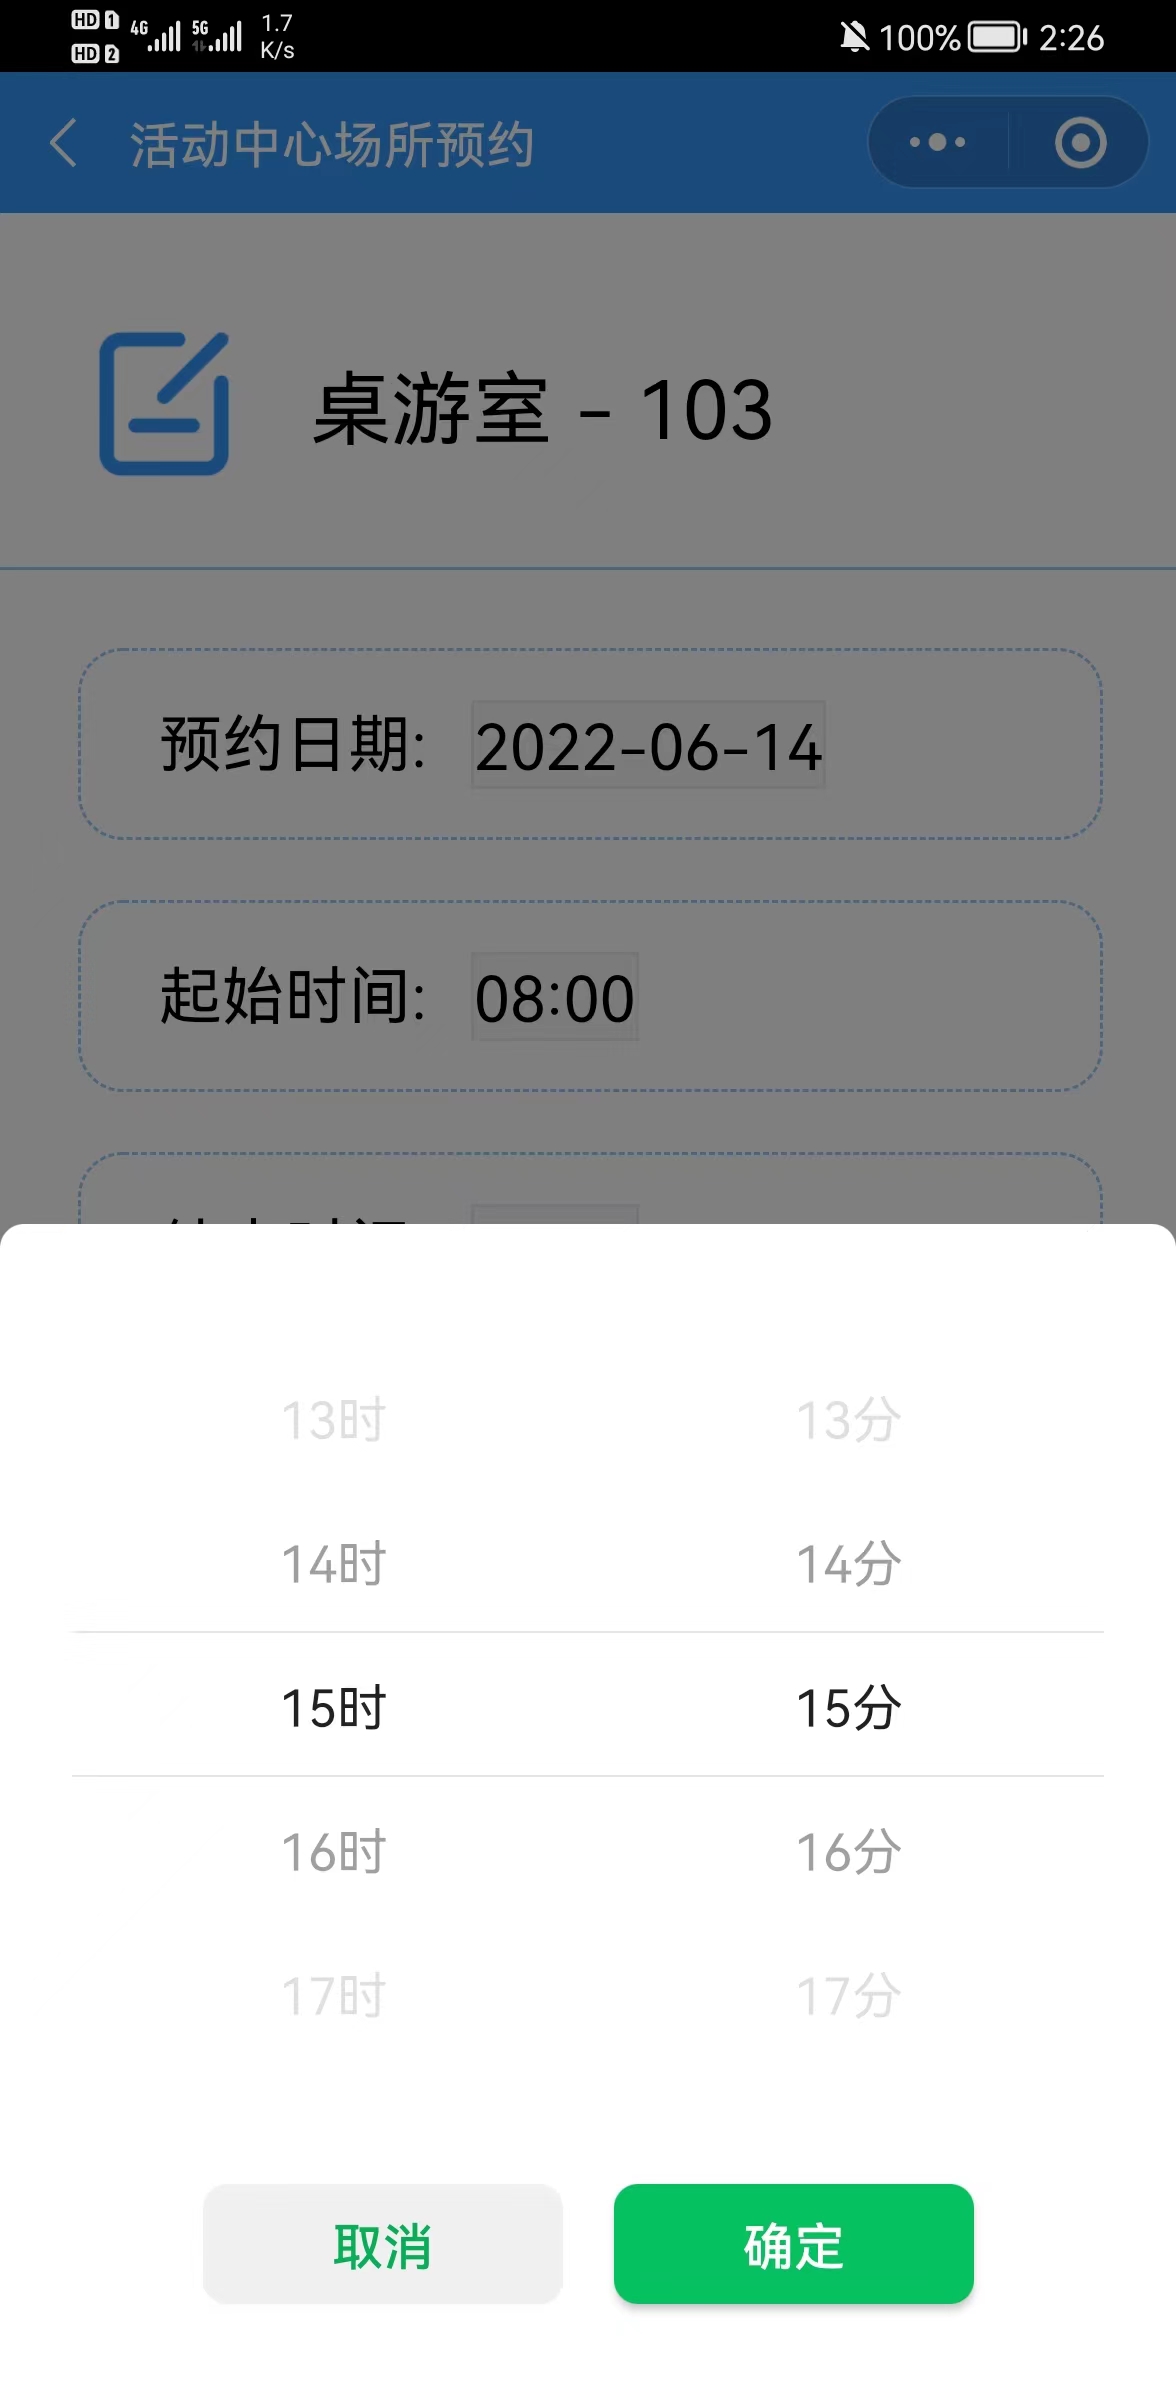 HD 1 4G 5G 1.7 K/s 100% 2:26
HD 2
活动中心场所预约
桌游室 - 103
预约日期: 2022-06-14
起始时间: 08:00
13时 13分
14时 14分
15时 15分
16时 16分
17时 17分
取消 确定